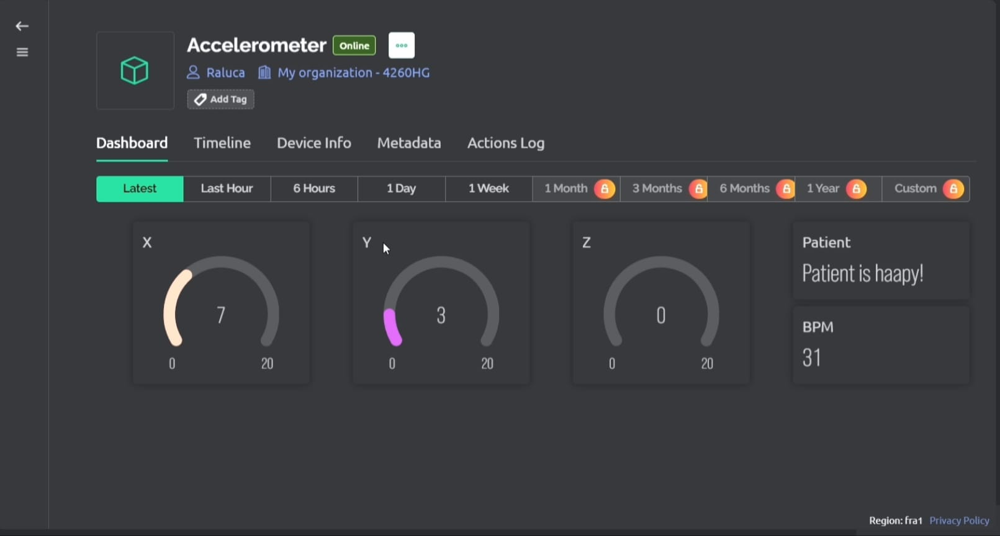 Accelerometer Online
Raluca My organization - 4260HG
Add Tag
Dashboard Timeline Device Info Metadata Actions Log
Latest Last Hour 6 Hours 1 Day 1 Week 1 Month 3 Months 6 Months 1 Year Custom
X
7
0 20
Y
3
0 20
Z
0
0 20
Patient
Patient is haapy!
BPM
31
Region: fra1 Privacy Policy